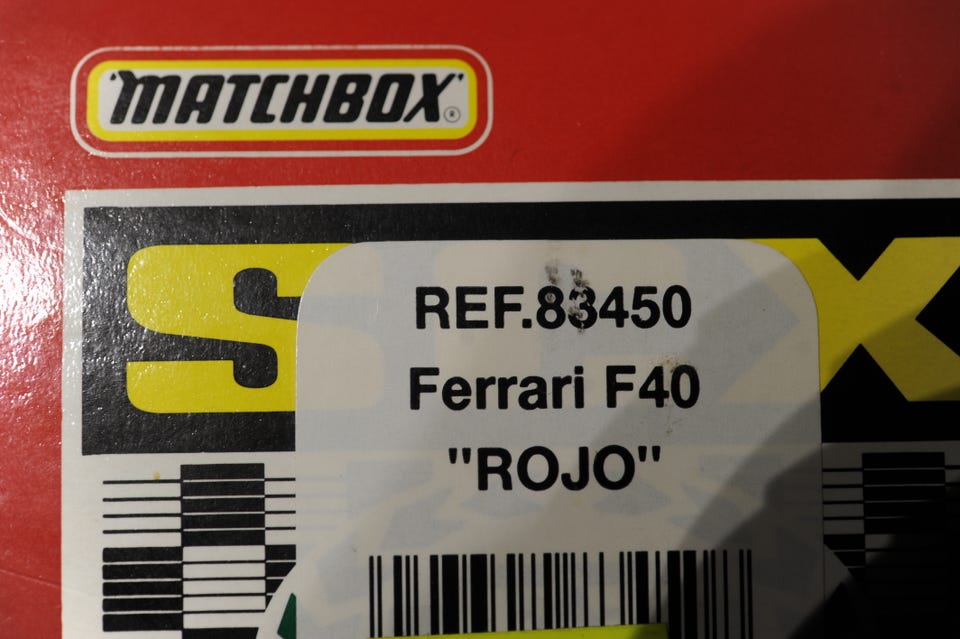 'MATCHBOX'®
S X
REF.83450
Ferrari F40
"ROJO"